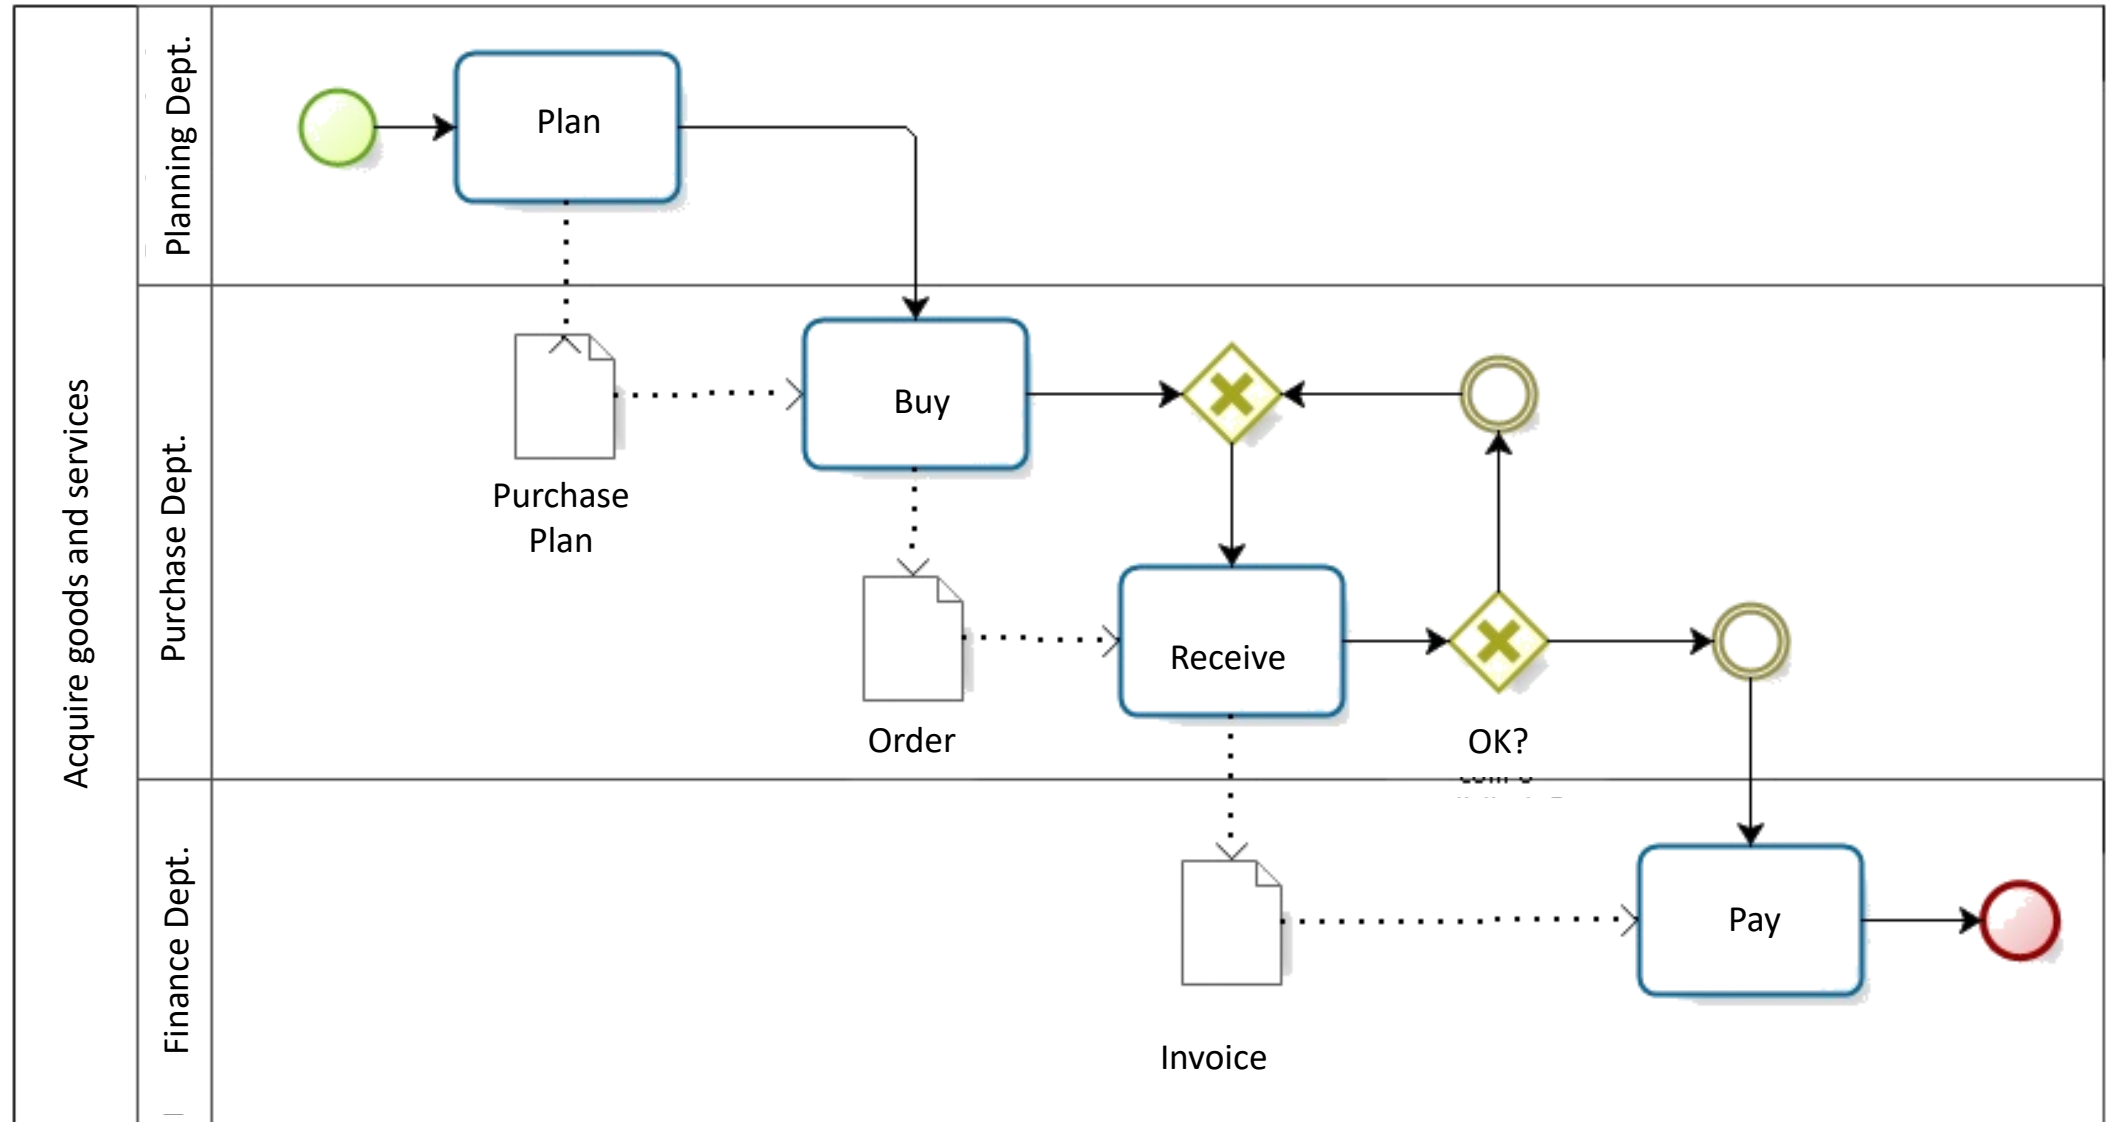 Acquire goods and services
Planning Dept.
Plan
Purchase Dept.
Purchase
Plan
Buy
Order
Receive
OK?
Finance Dept.
Invoice
Pay